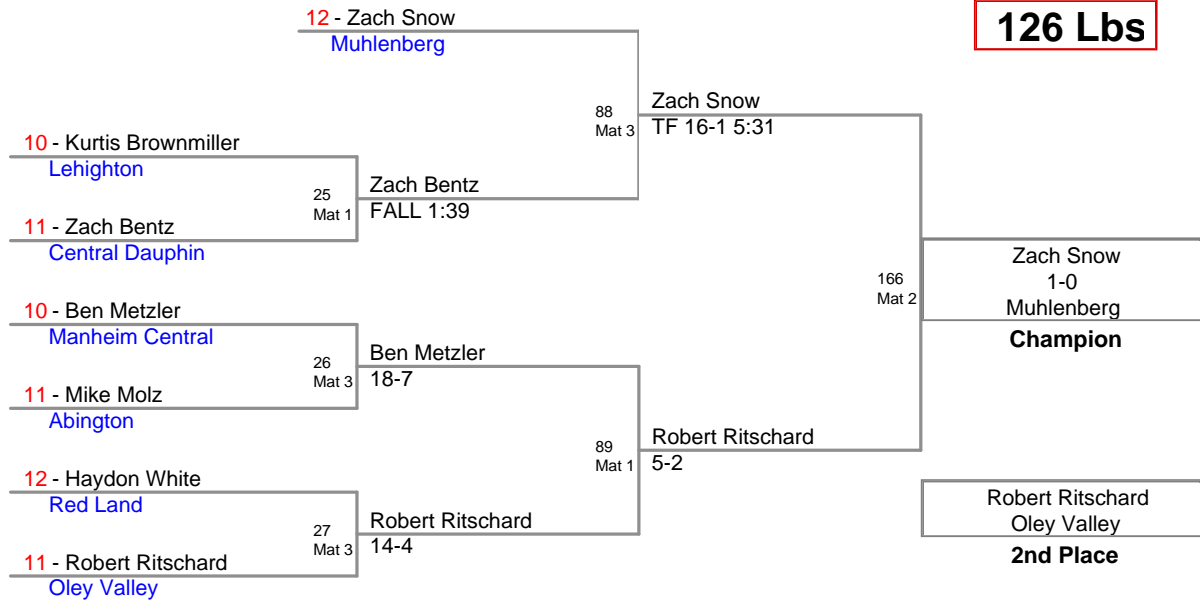 12 - Zach Snow
Muhlenberg
126 Lbs
88
Mat 3
Zach Snow
TF 16-1 5:31
10 - Kurtis Brownmiller
Lehighton
25
Mat 1
Zach Bentz
FALL 1:39
11 - Zach Bentz
Central Dauphin
166
Mat 2
Zach Snow
1-0
Muhlenberg
Champion
10 - Ben Metzler
Manheim Central
26
Mat 3
Ben Metzler
18-7
11 - Mike Molz
Abington
89
Mat 1
Robert Ritschard
5-2
12 - Haydon White
Red Land
27
Mat 3
Robert Ritschard
14-4
11 - Robert Ritschard
Oley Valley
Robert Ritschard
Oley Valley
2nd Place